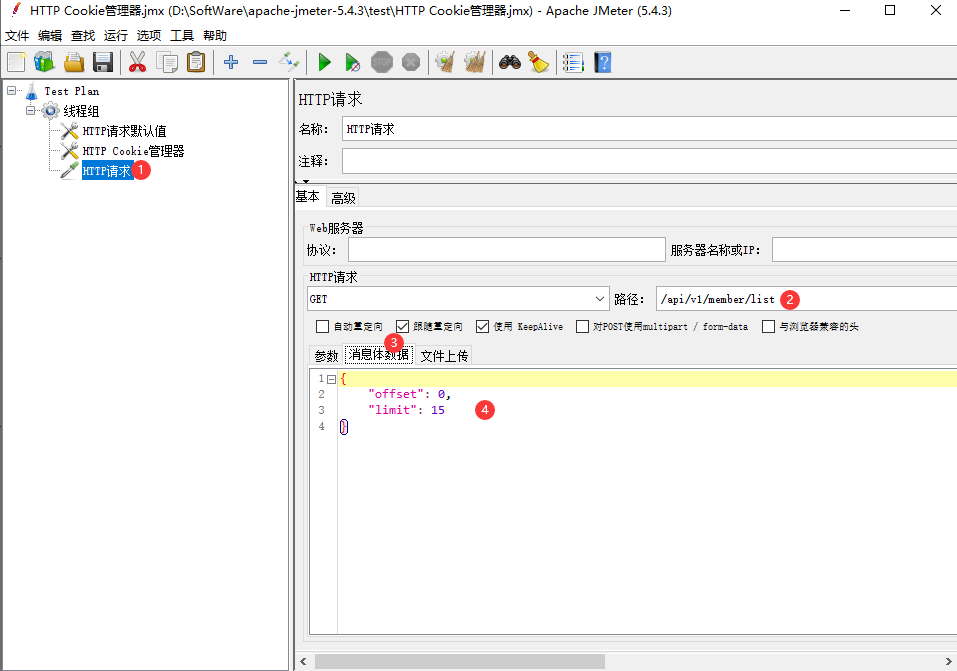 HTTP Cookie管理器.jmx (D:\SoftWare\apache-jmeter-5.4.3\test\HTTP Cookie管理器.jmx) - Apache JMeter (5.4.3)
文件 编辑 查找 运行 选项 工具 帮助
STOP
Test Plan
线程组
HTTP请求默认值
HTTP Cookie管理器
HTTP请求 1
HTTP请求
名称： HTTP请求
注释：
基本 高级
Web服务器
协议： 服务器名称或IP：
HTTP请求
GET 路径： /api/v1/member/list 2
自动重定向 跟随重定向 使用 KeepAlive 对POST使用multipart / form-data 与浏览器兼容的头
3
参数 消息体数据 文件上传
1 {
2 "offset": 0,
3 "limit": 15 4
4 }